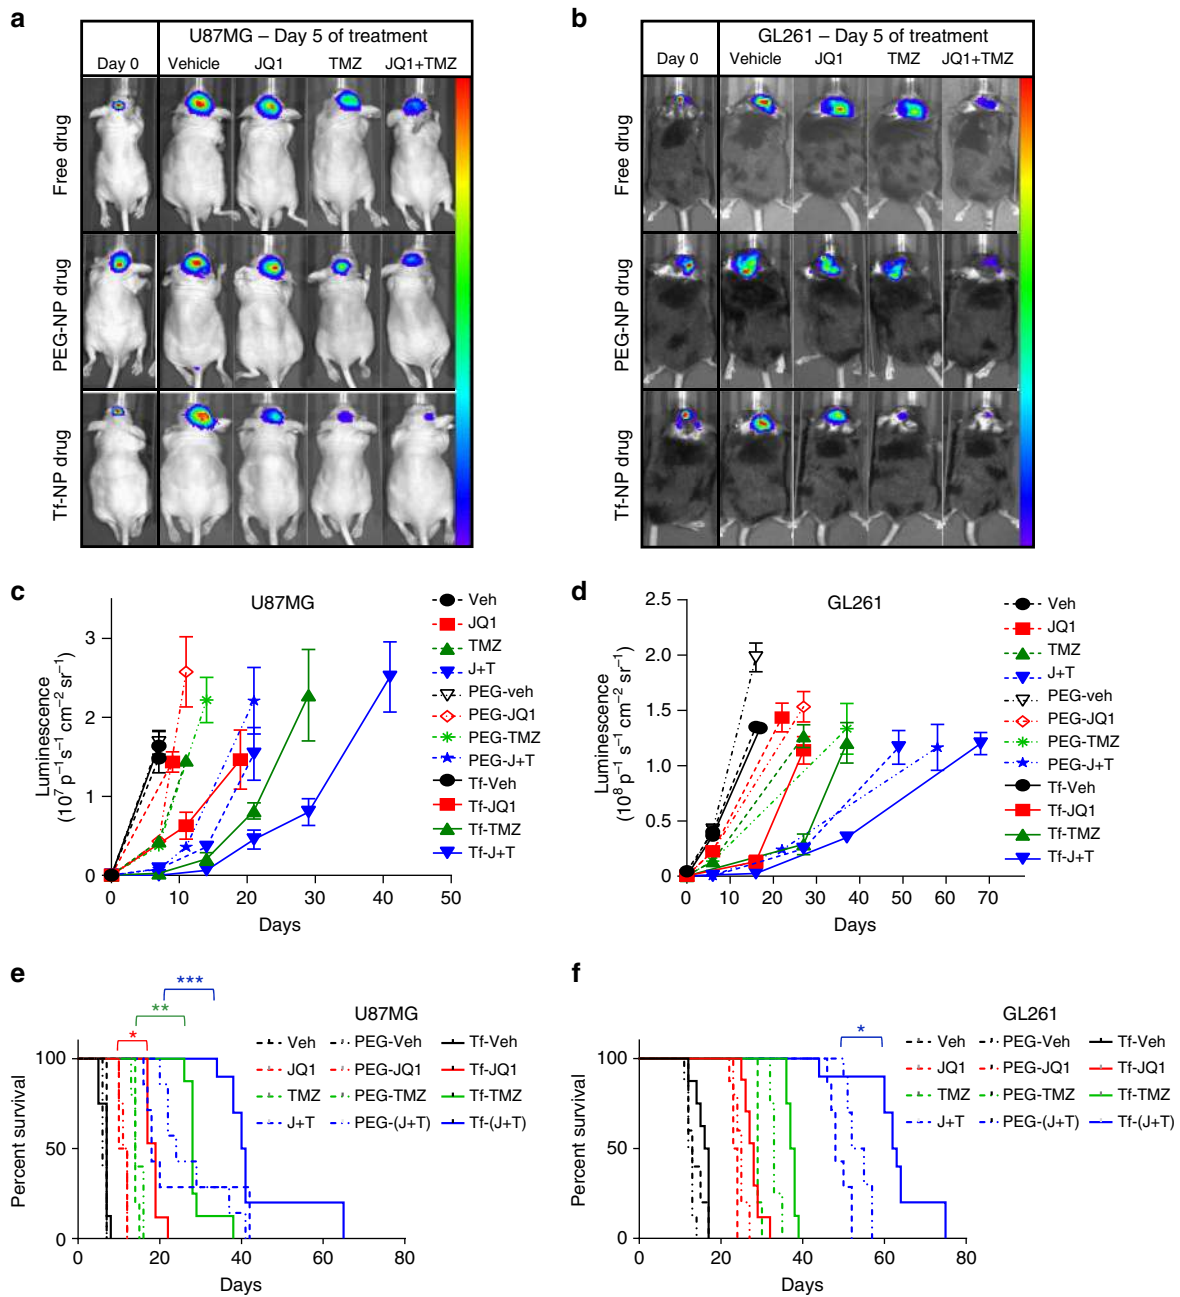 a
U87MG – Day 5 of treatment
Day 0 Vehicle JQ1 TMZ JQ1+TMZ
Free drug
PEG-NP drug
Tf-NP drug
b
GL261 – Day 5 of treatment
Day 0 Vehicle JQ1 TMZ JQ1+TMZ
Free drug
PEG-NP drug
Tf-NP drug
c
U87MG
Luminescence
(10⁷ p⁻¹ s⁻¹ cm⁻² sr⁻¹)
3
2
1
0
0 10 20 30 40 50
Days
Veh
JQ1
TMZ
J+T
PEG-veh
PEG-JQ1
PEG-TMZ
PEG-J+T
Tf-Veh
Tf-JQ1
Tf-TMZ
Tf-J+T
d
GL261
Luminescence
(10⁸ p⁻¹ s⁻¹ cm⁻² sr⁻¹)
2.5
2.0
1.5
1.0
0.5
0
0 10 20 30 40 50 60 70
Days
Veh
JQ1
TMZ
J+T
PEG-veh
PEG-JQ1
PEG-TMZ
PEG-J+T
Tf-Veh
Tf-JQ1
Tf-TMZ
Tf-J+T
e
***
**
*
U87MG
Veh PEG-Veh Tf-Veh
JQ1 PEG-JQ1 Tf-JQ1
TMZ PEG-TMZ Tf-TMZ
J+T PEG-(J+T) Tf-(J+T)
Percent survival
100
50
0
0 20 40 60 80
Days
f
*
GL261
Veh PEG-Veh Tf-Veh
JQ1 PEG-JQ1 Tf-JQ1
TMZ PEG-TMZ Tf-TMZ
J+T PEG-(J+T) Tf-(J+T)
Percent survival
100
50
0
0 20 40 60 80
Days